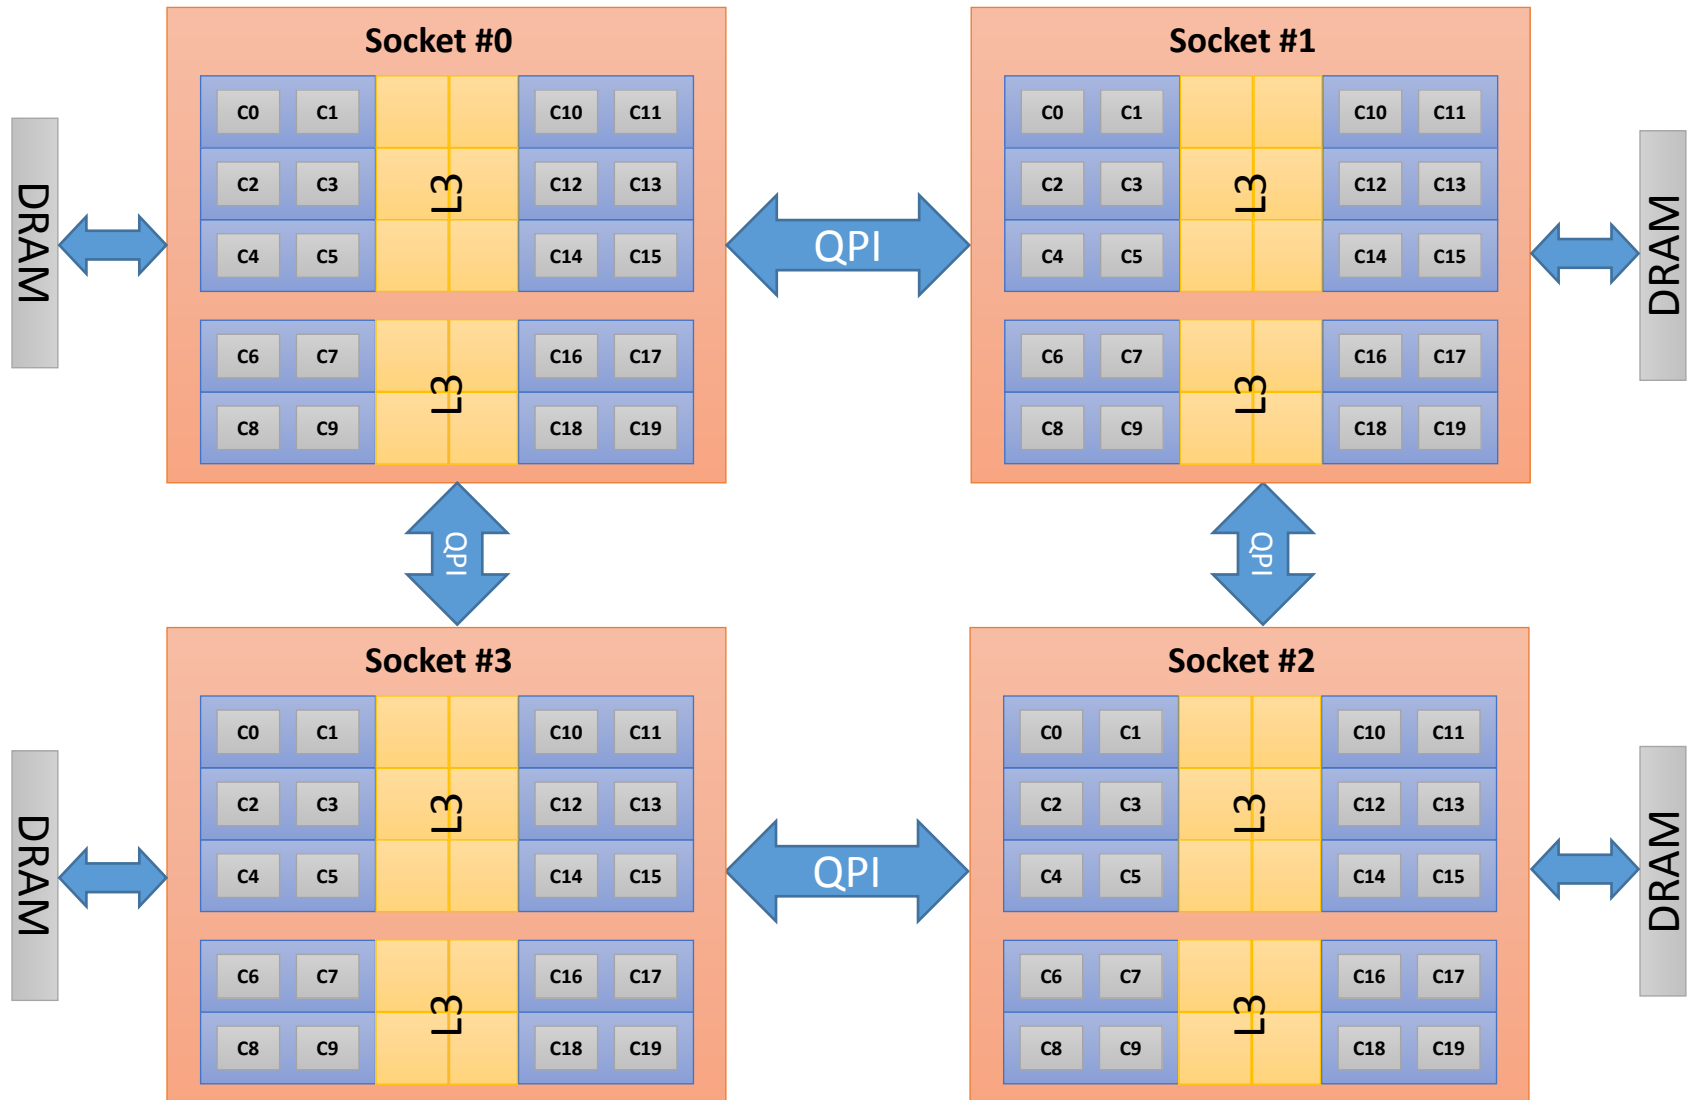 Socket #0
Socket #1
C0 C1 C10 C11
C0 C1 C10 C11
C2 C3 L3 C12 C13
C2 C3 L3 C12 C13
C4 C5 C14 C15
C4 C5 C14 C15
DRAM
QPI
DRAM
C6 C7 C16 C17
C6 C7 C16 C17
L3
L3
C8 C9 C18 C19
C8 C9 C18 C19
QPI
QPI
Socket #3
Socket #2
C0 C1 C10 C11
C0 C1 C10 C11
C2 C3 L3 C12 C13
C2 C3 L3 C12 C13
C4 C5 C14 C15
C4 C5 C14 C15
DRAM
QPI
DRAM
C6 C7 C16 C17
C6 C7 C16 C17
L3
L3
C8 C9 C18 C19
C8 C9 C18 C19